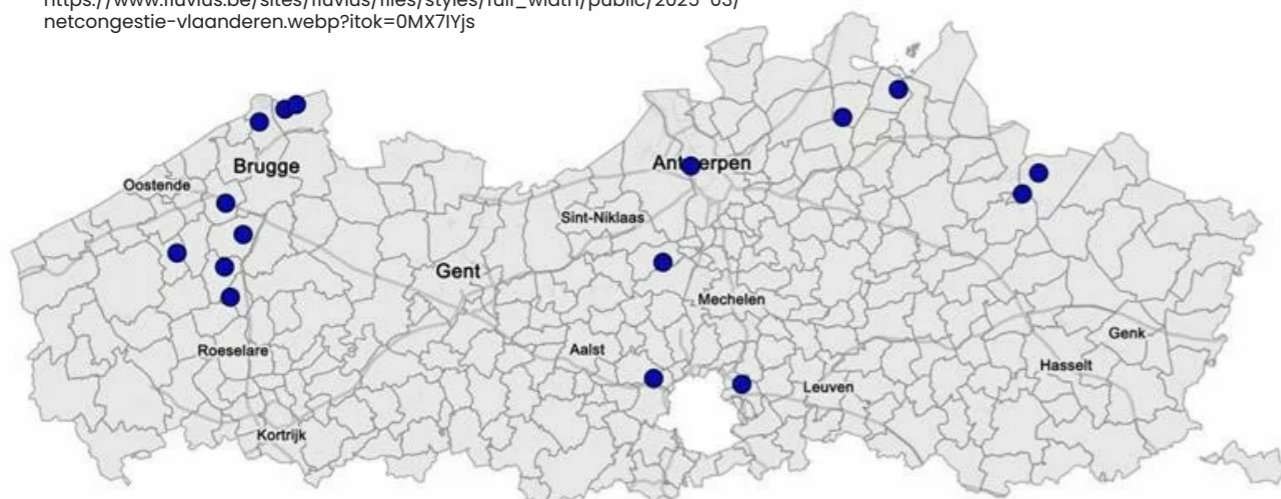 https://www.fluvius.be/sites/fluvius/files/styles/full_width/public/2025-03/
netcongestie-vlaanderen.webp?itok=0MX7IYjs
Brugge
Antwerpen
Oostende
Sint-Niklaas
Gent
Mechelen
Genk
Roeselare
Aalst
Hasselt
Leuven
Kortrijk